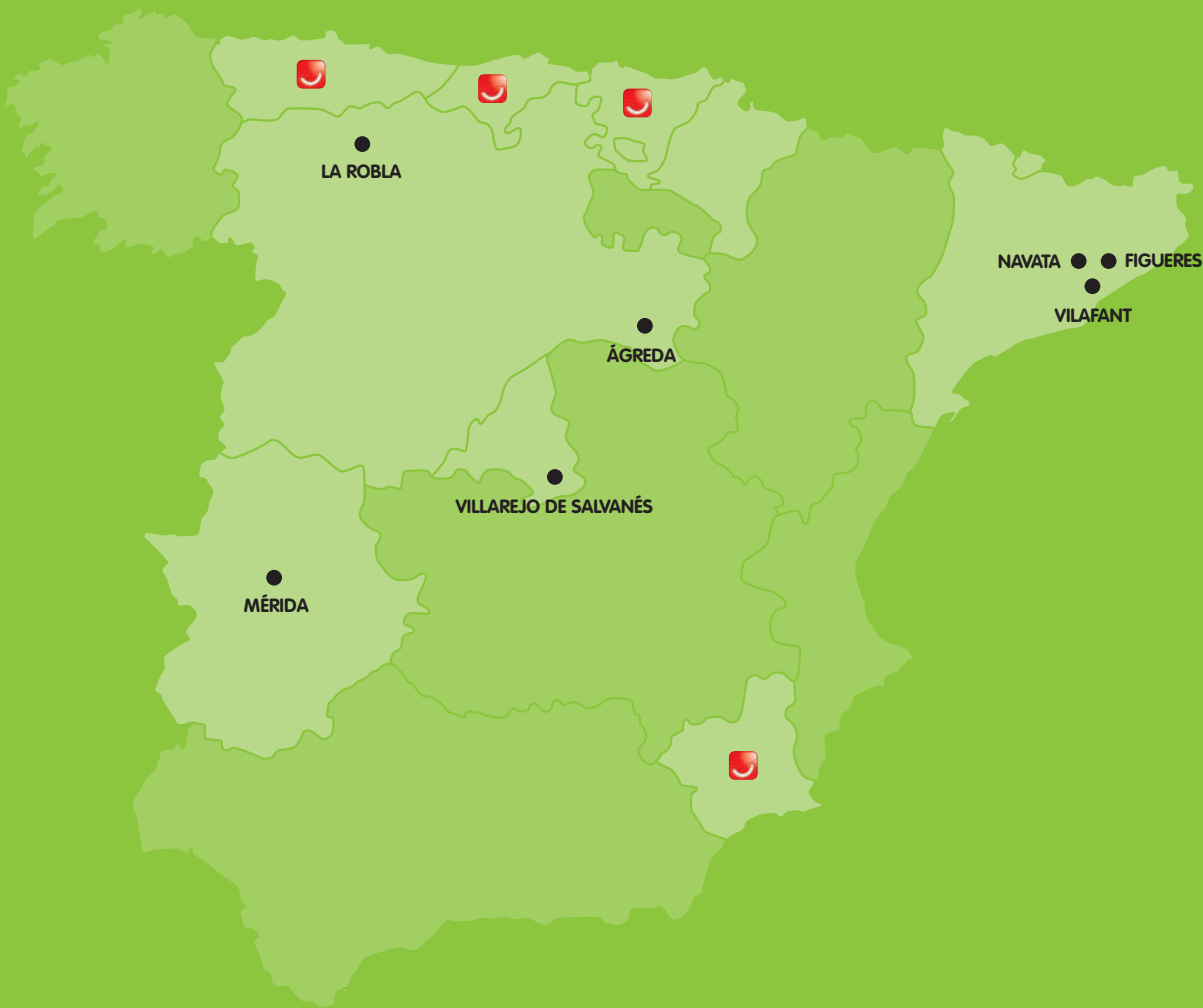 LA ROBLA
NAVATA
FIGUERES
VILAFANT
ÁGREDA
VILLAREJO DE SALVANÉS
MÉRIDA